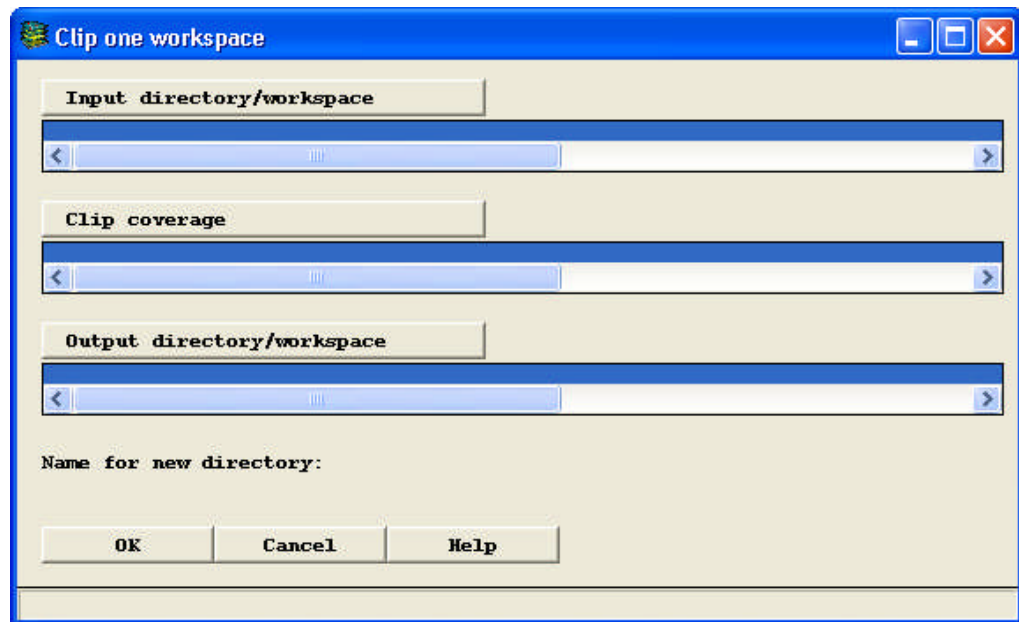 Clip one workspace
Input directory/workspace
Clip coverage
Output directory/workspace
Name for new directory:
OK Cancel Help